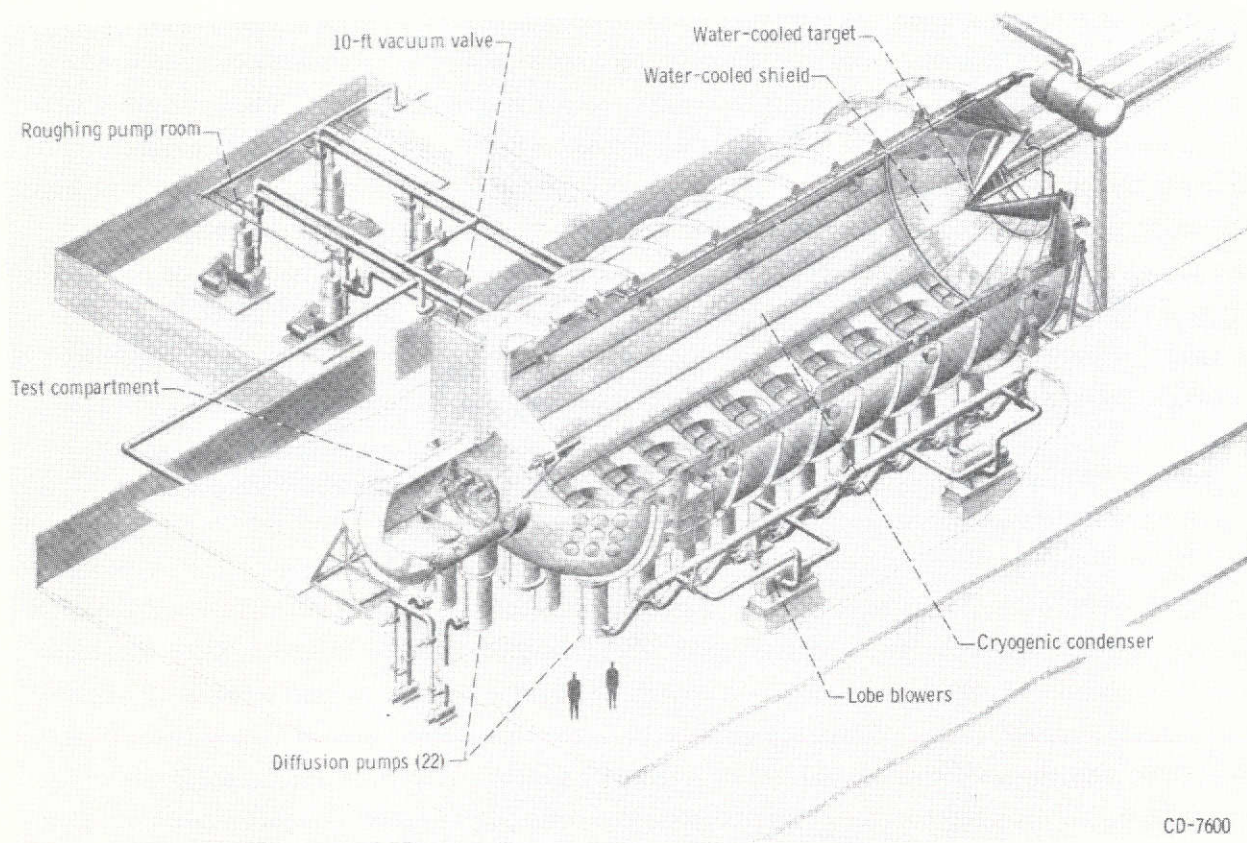 10-ft vacuum valve
Water-cooled target
Water-cooled shield
Roughing pump room
Test compartment
Cryogenic condenser
Lobe blowers
Diffusion pumps (22)
CD-7600